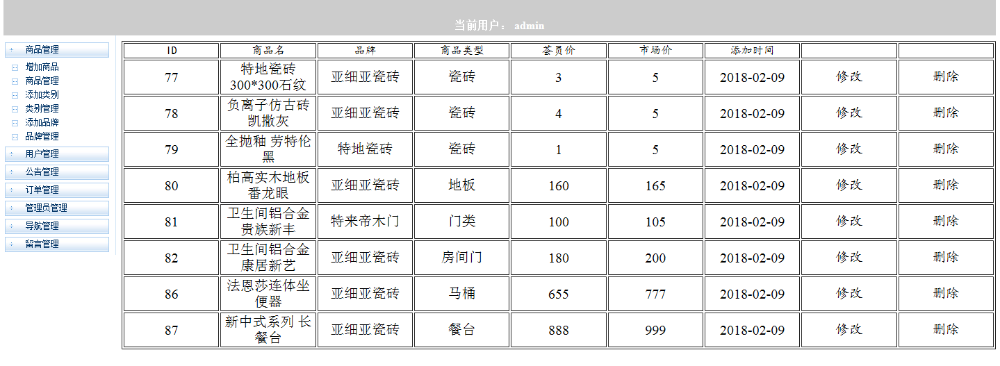 当前用户： admin
商品管理
增加商品
商品管理
添加类别
类别管理
添加品牌
品牌管理
用户管理
公告管理
订单管理
管理员管理
导航管理
留言管理
ID 商品名 品牌 商品类型 荟员价 市场价 添加时间
77 特地瓷砖 300*300石纹 亚细亚瓷砖 瓷砖 3 5 2018-02-09 修改 删除
78 负离子仿古砖 凯撒灰 亚细亚瓷砖 瓷砖 4 5 2018-02-09 修改 删除
79 全抛釉 劳特伦黑 特地瓷砖 瓷砖 1 5 2018-02-09 修改 删除
80 柏高实木地板 番龙眼 亚细亚瓷砖 地板 160 165 2018-02-09 修改 删除
81 卫生间铝合金 贵族新丰 特来帝木门 门类 100 105 2018-02-09 修改 删除
82 卫生间铝合金 康居新艺 亚细亚瓷砖 房间门 180 200 2018-02-09 修改 删除
86 法恩莎连体坐便器 亚细亚瓷砖 马桶 655 777 2018-02-09 修改 删除
87 新中式系列 长餐台 亚细亚瓷砖 餐台 888 999 2018-02-09 修改 删除